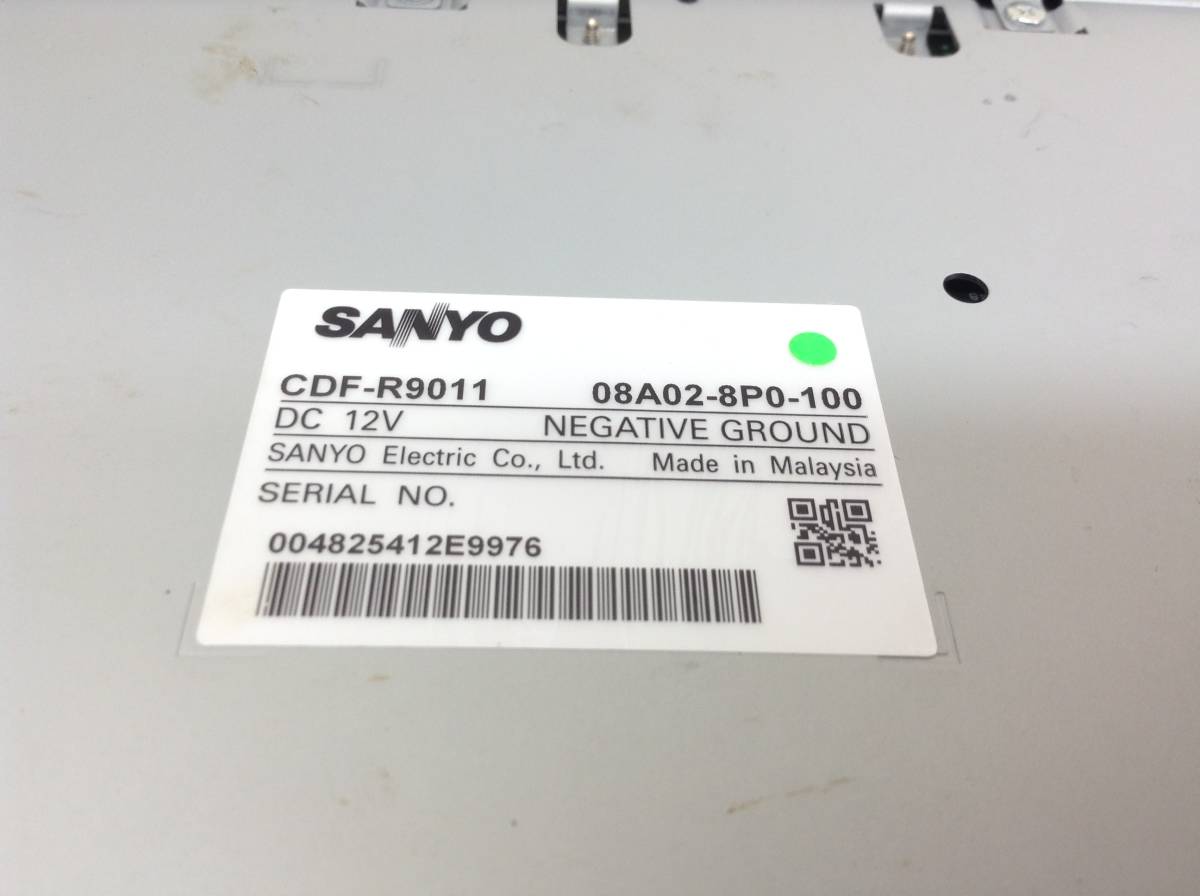 SANYO
CDF-R9011 08A02-8P0-100
DC 12V NEGATIVE GROUND
SANYO Electric Co., Ltd. Made in Malaysia
SERIAL NO.
004825412E9976